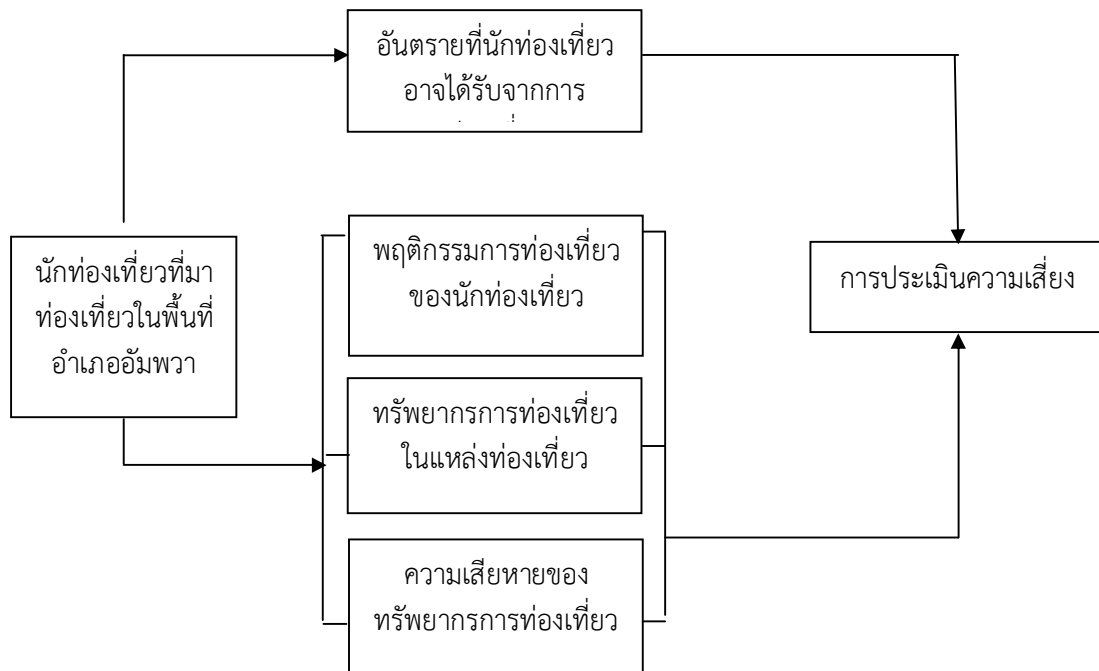 อันตรายที่นักท่องเที่ยว
อาจได้รับจากการ
นักท่องเที่ยวที่มา
ท่องเที่ยวในพื้นที่
อำเภออัมพวา
พฤติกรรมการท่องเที่ยว
ของนักท่องเที่ยว
ทรัพยากรการท่องเที่ยว
ในแหล่งท่องเที่ยว
ความเสียหายของ
ทรัพยากรการท่องเที่ยว
การประเมินความเสี่ยง